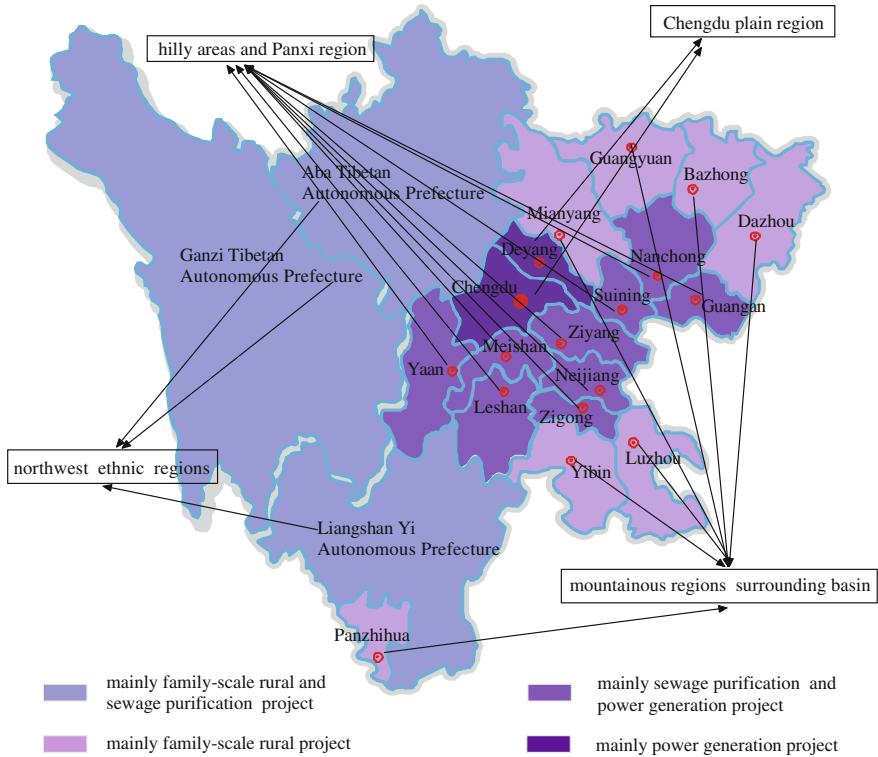 Chengdu plain region
hilly areas and Panxi region
Guangyuan
Bazhong
Aba Tibetan
Autonomous Prefecture
Mianyang
Dazhou
Deyang
Ganzi Tibetan
Autonomous Prefecture
Nanchong
Chengdu
Suining
Guangan
Ziyang
Meishan
Yaan
Neijiang
Leshan
Zigong
Luzhou
northwest ethnic regions
Yibin
Liangshan Yi
Autonomous Prefecture
mountainous regions surrounding basin
Panzhihua
mainly family-scale rural and
sewage purification project
mainly sewage purification and
power generation project
mainly family-scale rural project
mainly power generation project